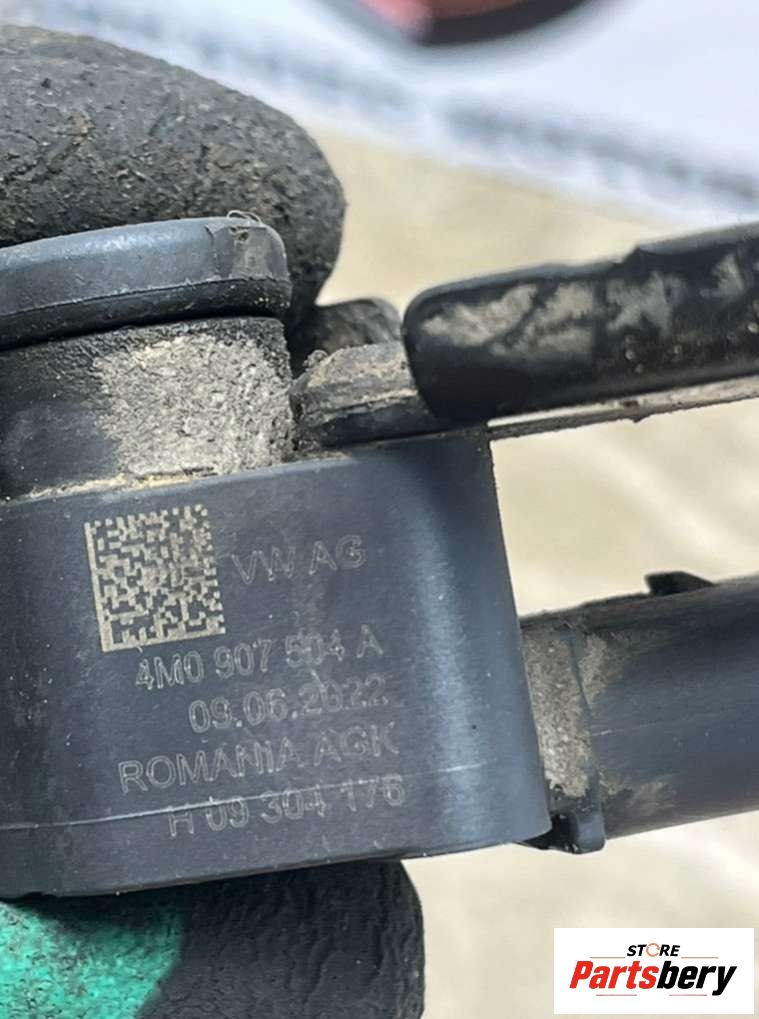 VW AG
4M0 907 504 A
09.06.2022
ROMANIA AGK
H 09 304 176
STORE
Partsbery